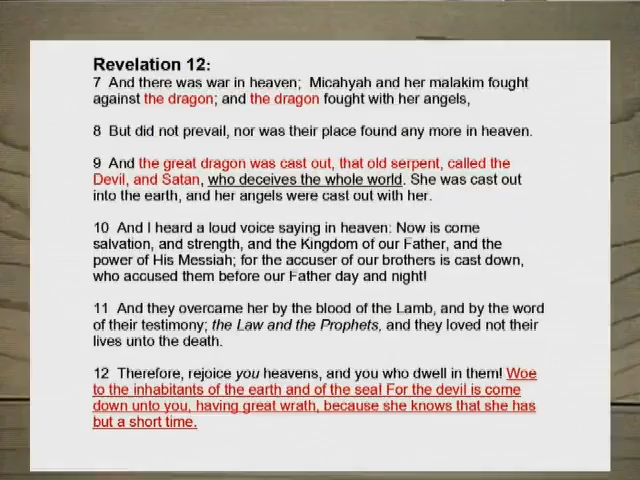 Revelation 12:
7  And there was war in heaven;  Micahyah and her malakim fought
against the dragon; and the dragon fought with her angels,
8  But did not prevail, nor was their place found any more in heaven.
9  And the great dragon was cast out, that old serpent, called the
Devil, and Satan, who deceives the whole world. She was cast out
into the earth, and her angels were cast out with her.
10  And I heard a loud voice saying in heaven: Now is come
salvation, and strength, and the Kingdom of our Father, and the
power of His Messiah; for the accuser of our brothers is cast down,
who accused them before our Father day and night!
11  And they overcame her by the blood of the Lamb, and by the word
of their testimony; the Law and the Prophets, and they loved not their
lives unto the death.
12  Therefore, rejoice you heavens, and you who dwell in them! Woe
to the inhabitants of the earth and of the sea! For the devil is come
down unto you, having great wrath, because she knows that she has
but a short time.